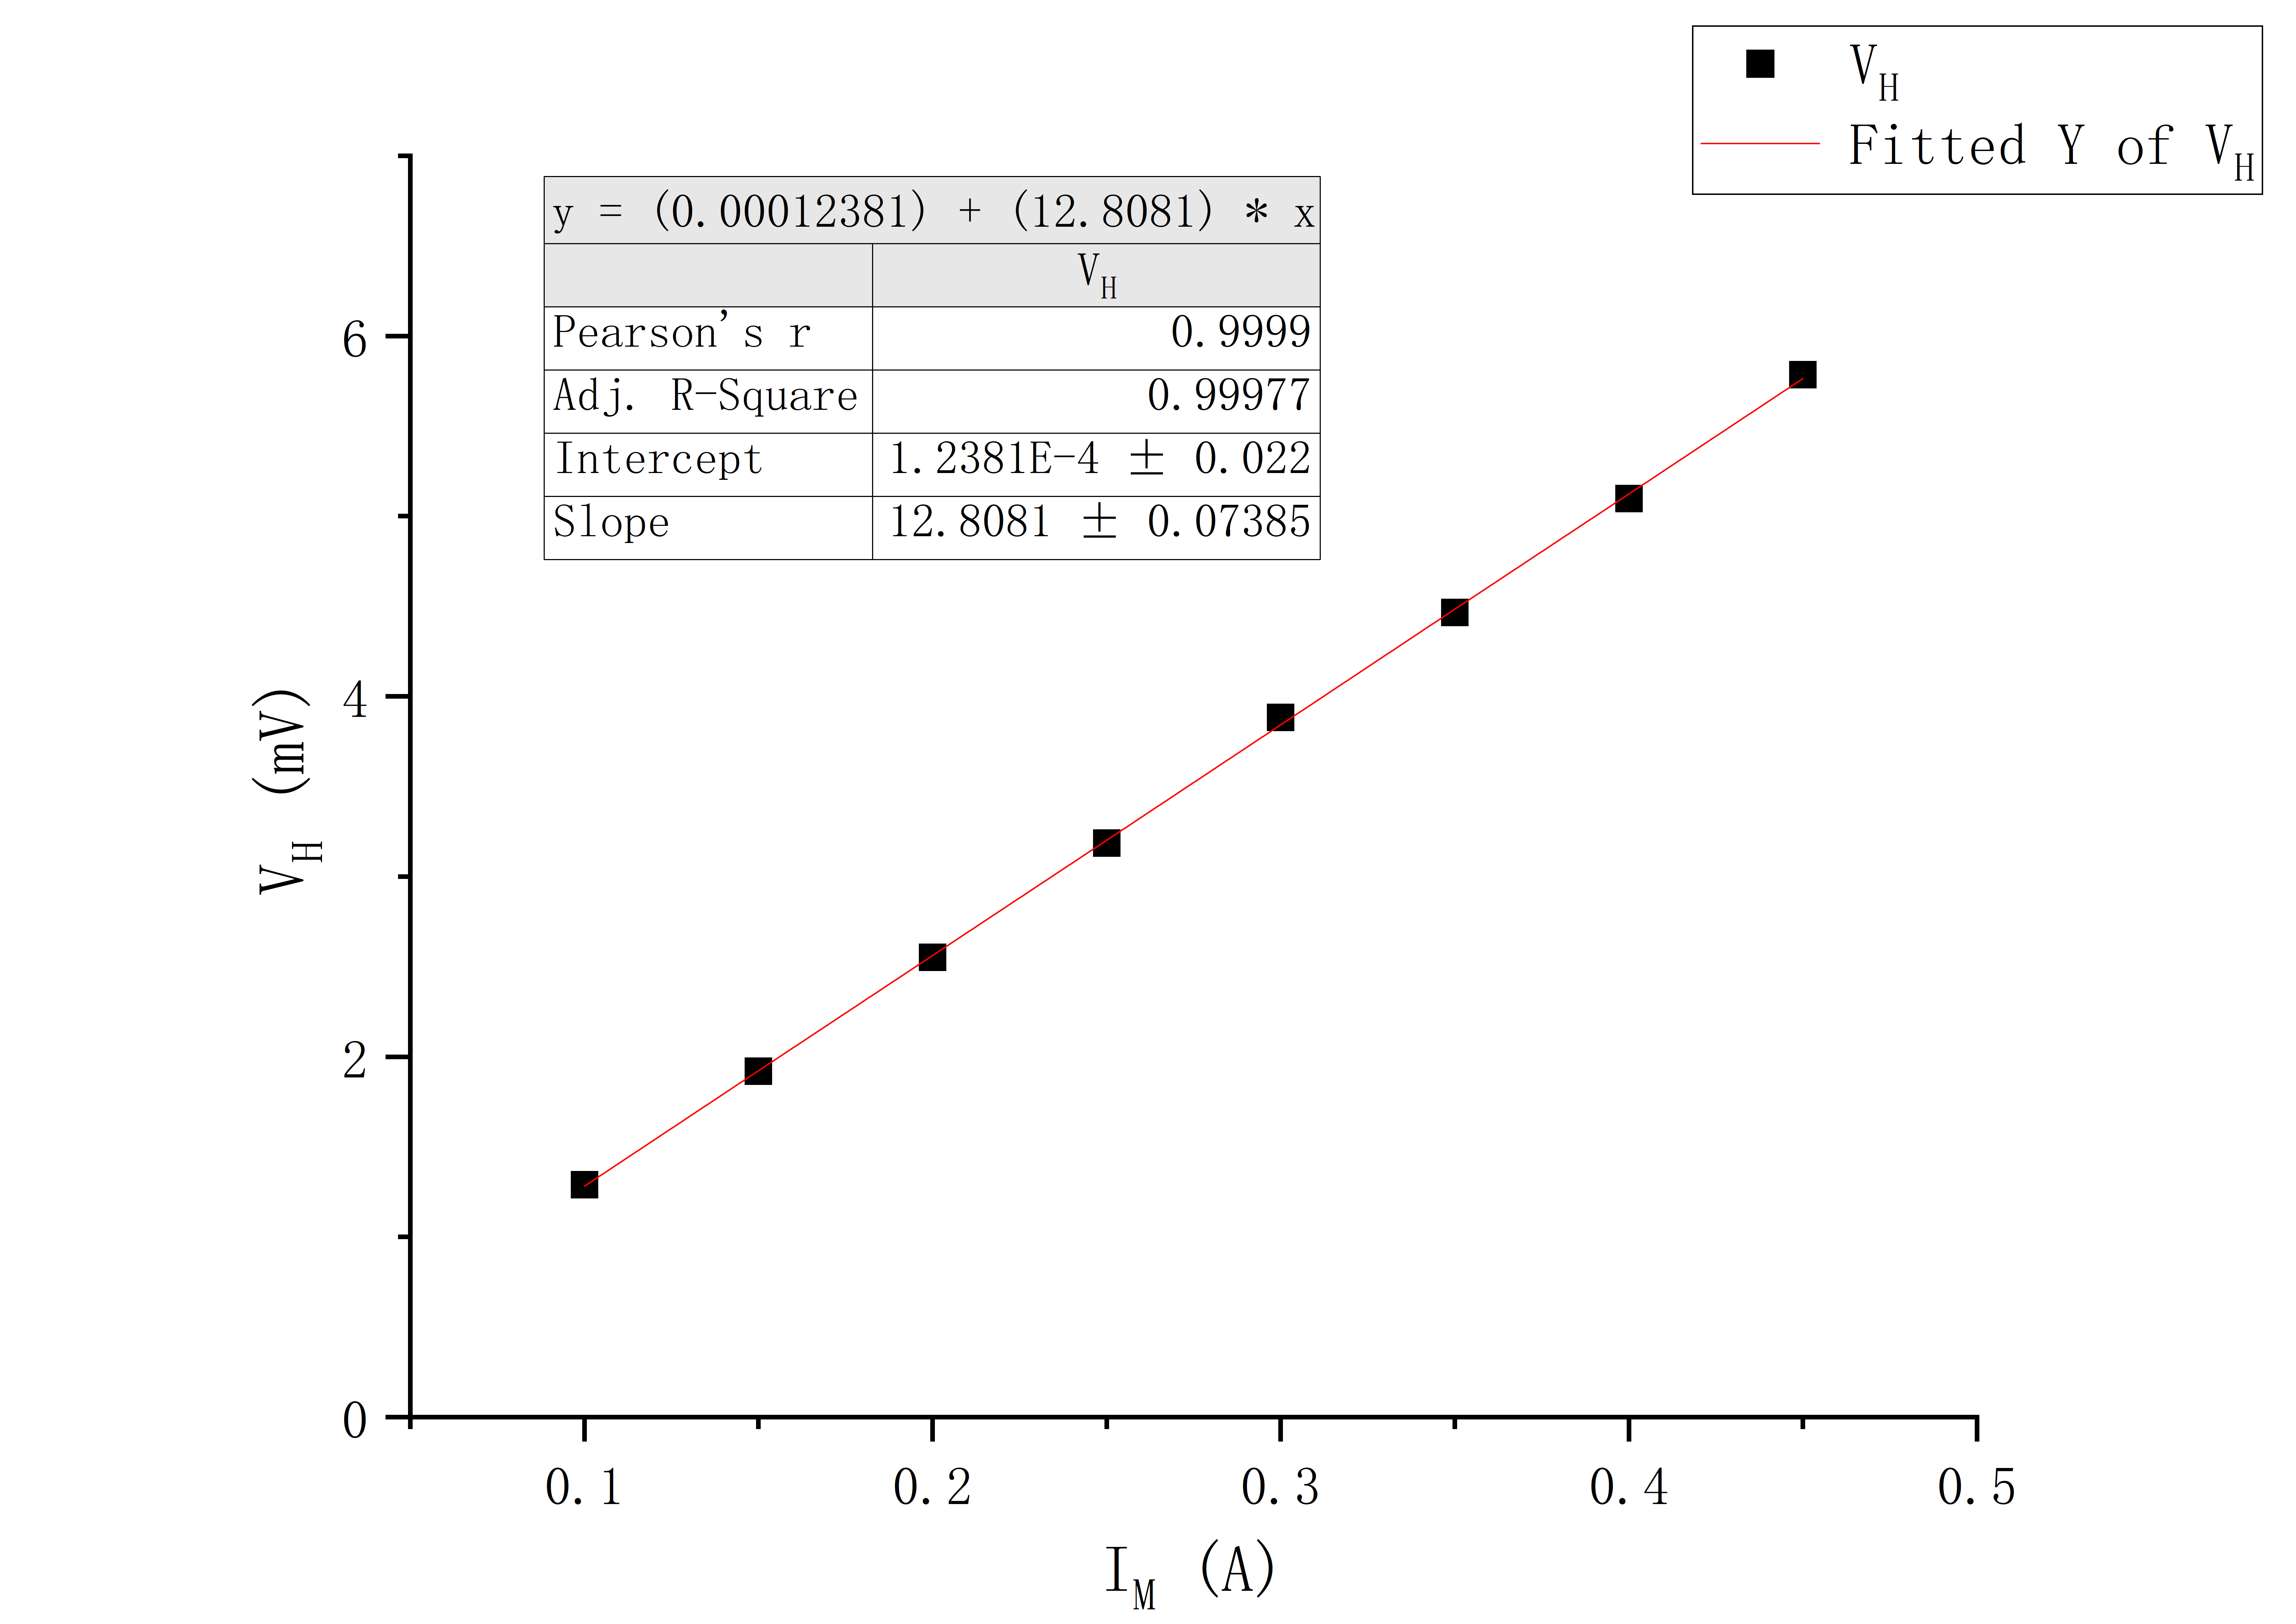 V_H
Fitted Y of V_H
y = (0.00012381) + (12.8081) * x
V_H
Pearson's r 0.9999
Adj. R-Square 0.99977
Intercept 1.2381E-4 ± 0.022
Slope 12.8081 ± 0.07385
6
4
2
0
V_H (mV)
0.1 0.2 0.3 0.4 0.5
I_M (A)